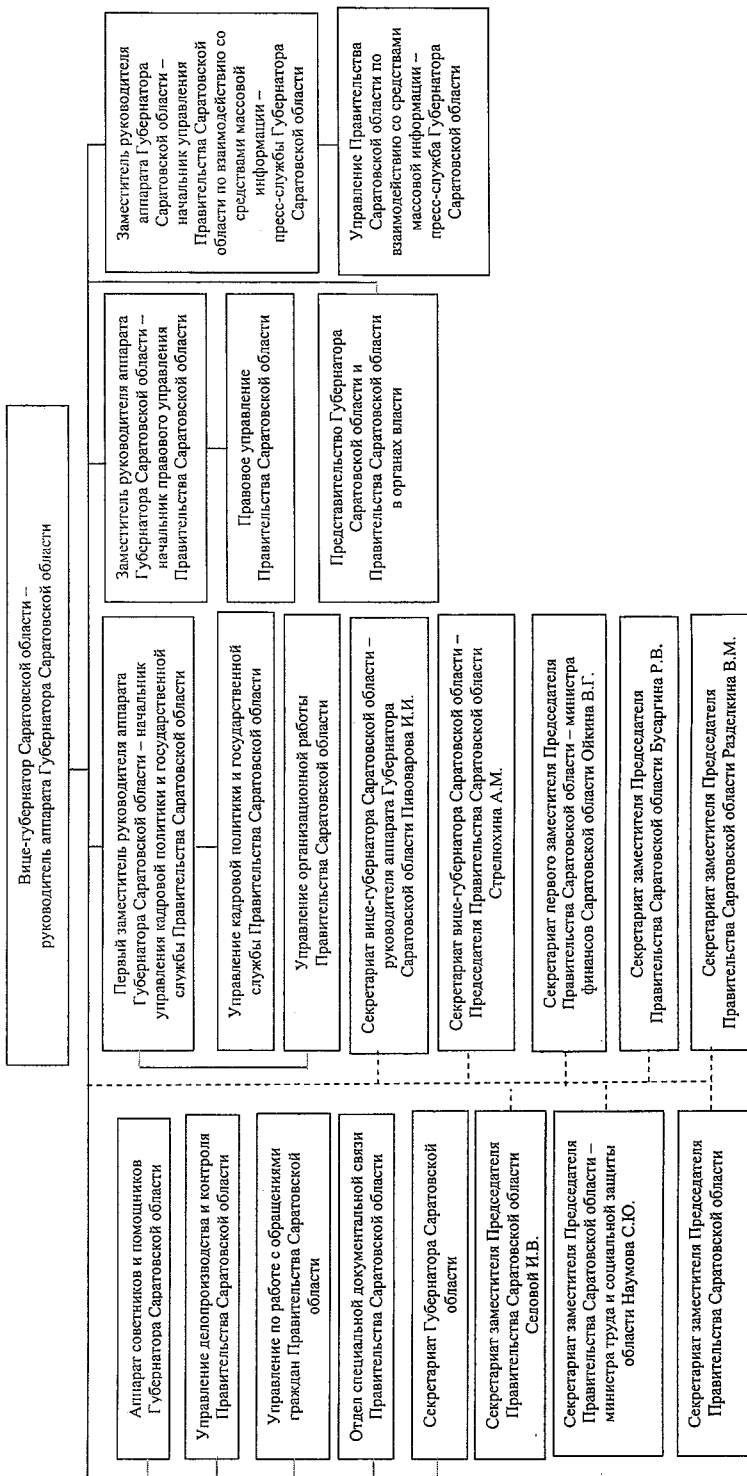 Вице-губернатор Саратовской области –
руководитель аппарата Губернатора Саратовской области
Аппарат советников и помощников
Губернатора Саратовской области
Управление делопроизводства и контроля
Правительства Саратовской области
Управление по работе с обращениями
граждан Правительства Саратовской
области
Отдел специальной документальной связи
Правительства Саратовской области
Секретариат Губернатора Саратовской
области
Секретариат заместителя Председателя
Правительства Саратовской области
Седовой И.В.
Секретариат заместителя Председателя
Правительства Саратовской области –
министра труда и социальной защиты
области Наумова С.Ю.
Секретариат заместителя Председателя
Правительства Саратовской области
Первый заместитель руководителя аппарата
Губернатора Саратовской области – начальник
управления кадровой политики и государственной
службы Правительства Саратовской области
Управление кадровой политики и государственной
службы Правительства Саратовской области
Управление организационной работы
Правительства Саратовской области
Секретариат вице-губернатора Саратовской области –
руководителя аппарата Губернатора
Саратовской области Пивоварова И.И.
Секретариат вице-губернатора Саратовской области –
Председателя Правительства Саратовской области
Стрелюхина А.М.
Секретариат первого заместителя Председателя
Правительства Саратовской области – министра
финансов Саратовской области Ойкина В.Г.
Секретариат заместителя Председателя
Правительства Саратовской области Бусаргина Р.В.
Секретариат заместителя Председателя
Правительства Саратовской области Разделкина В.М.
Заместитель руководителя аппарата
Губернатора Саратовской области –
начальник правового управления
Правительства Саратовской области
Правовое управление
Правительства Саратовской области
Представительство Губернатора
Саратовской области и
Правительства Саратовской области
в органах власти
Заместитель руководителя
аппарата Губернатора
Саратовской области –
начальник управления
Правительства Саратовской
области по взаимодействию со
средствами массовой
информации –
пресс-службы Губернатора
Саратовской области
Управление Правительства
Саратовской области по
взаимодействию со средствами
массовой информации –
пресс-служба Губернатора
Саратовской области